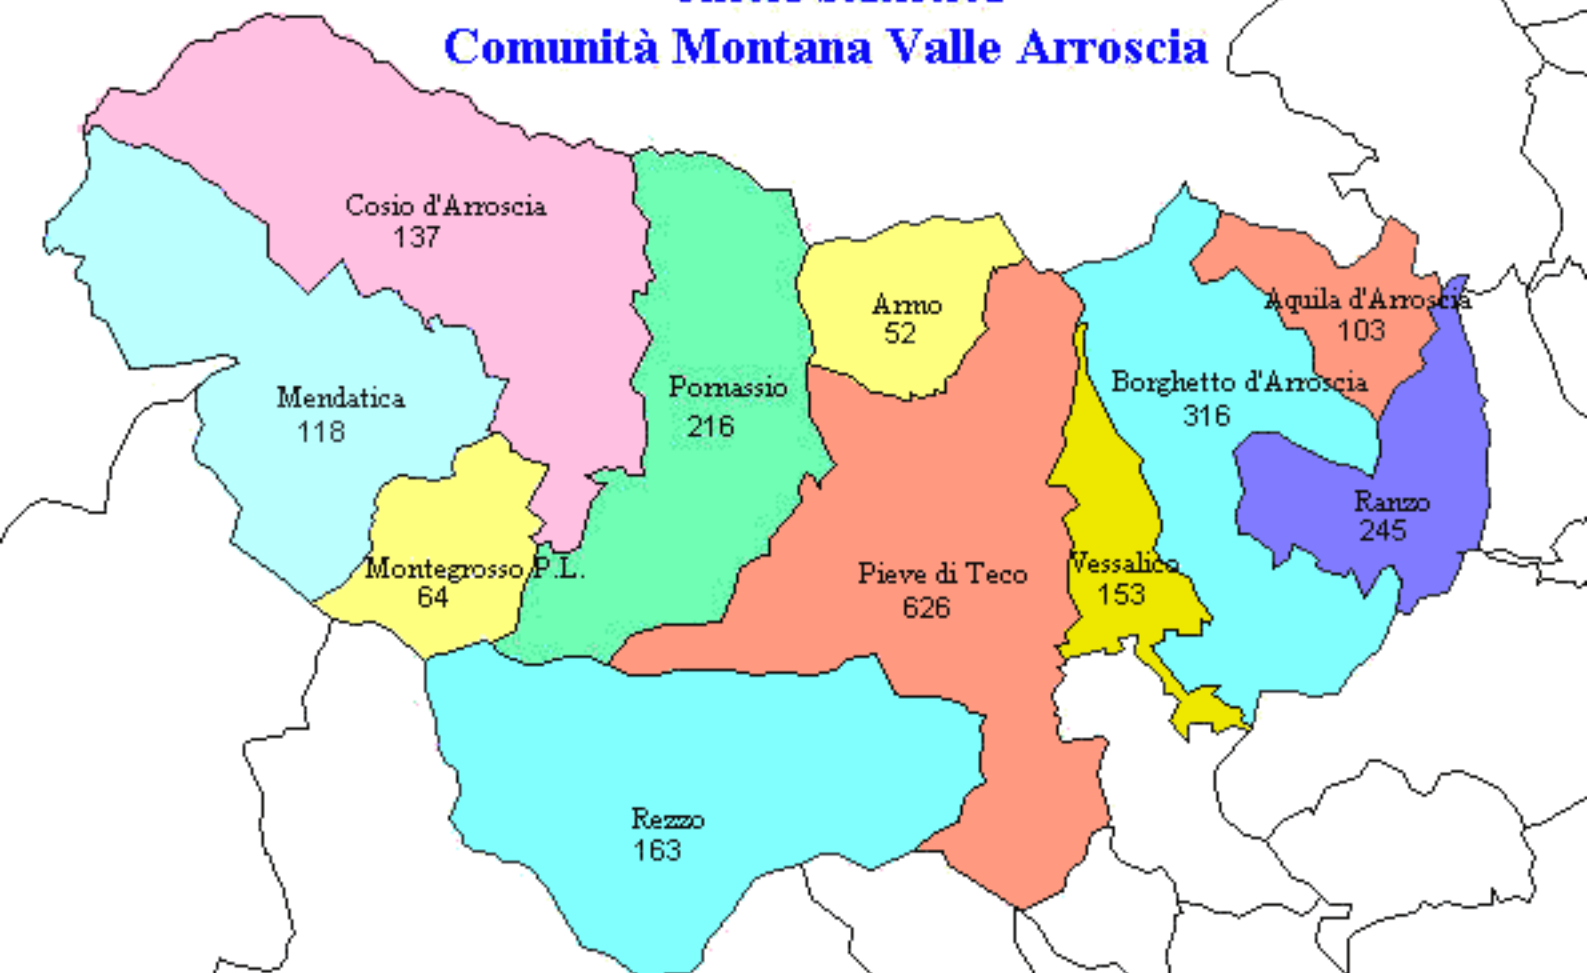 Comunità Montana Valle Arroscia
Cosio d'Arroscia
137
Mendatica
118
Montegrosso P.L.
64
Pornassio
216
Armo
52
Pieve di Teco
626
Rezzo
163
Vessalico
153
Borghetto d'Arroscia
316
Aquila d'Arroscia
103
Ranzo
245